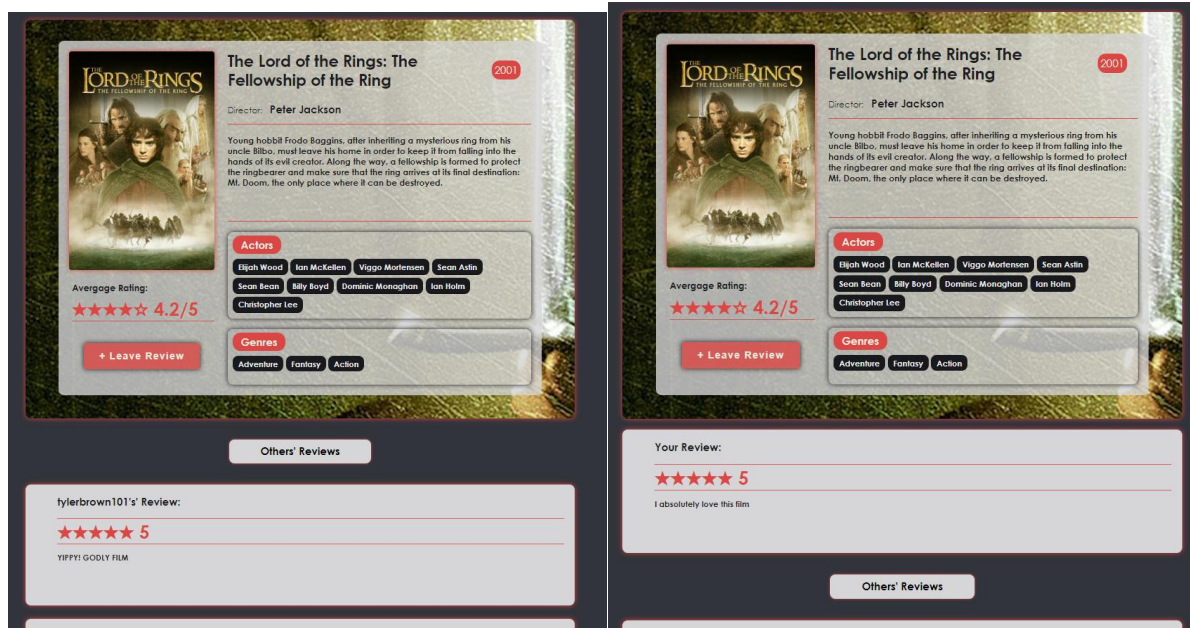 THE
LORD OF THE RINGS
THE FELLOWSHIP OF THE RING
The Lord of the Rings: The
Fellowship of the Ring
2001
Director: Peter Jackson
Young hobbit Frodo Baggins, after inheriting a mysterious ring from his
uncle Bilbo, must leave his home in order to keep it from falling into the
hands of its evil creator. Along the way, a fellowship is formed to protect
the ringbearer and make sure that the ring arrives at its final destination:
Mt. Doom, the only place where it can be destroyed.
Actors
Elijah Wood Ian McKellen Viggo Mortensen Sean Astin
Sean Bean Billy Boyd Dominic Monaghan Ian Holm
Christopher Lee
Avergage Rating:
★★★★☆ 4.2/5
+ Leave Review
Genres
Adventure Fantasy Action
Others' Reviews
tylerbrown101's' Review:
★★★★★ 5
YIPPY! GODLY FILM
THE
LORD OF THE RINGS
THE FELLOWSHIP OF THE RING
The Lord of the Rings: The
Fellowship of the Ring
2001
Director: Peter Jackson
Young hobbit Frodo Baggins, after inheriting a mysterious ring from his
uncle Bilbo, must leave his home in order to keep it from falling into the
hands of its evil creator. Along the way, a fellowship is formed to protect
the ringbearer and make sure that the ring arrives at its final destination:
Mt. Doom, the only place where it can be destroyed.
Actors
Elijah Wood Ian McKellen Viggo Mortensen Sean Astin
Sean Bean Billy Boyd Dominic Monaghan Ian Holm
Christopher Lee
Avergage Rating:
★★★★☆ 4.2/5
+ Leave Review
Genres
Adventure Fantasy Action
Your Review:
★★★★★ 5
I absolutely love this film
Others' Reviews